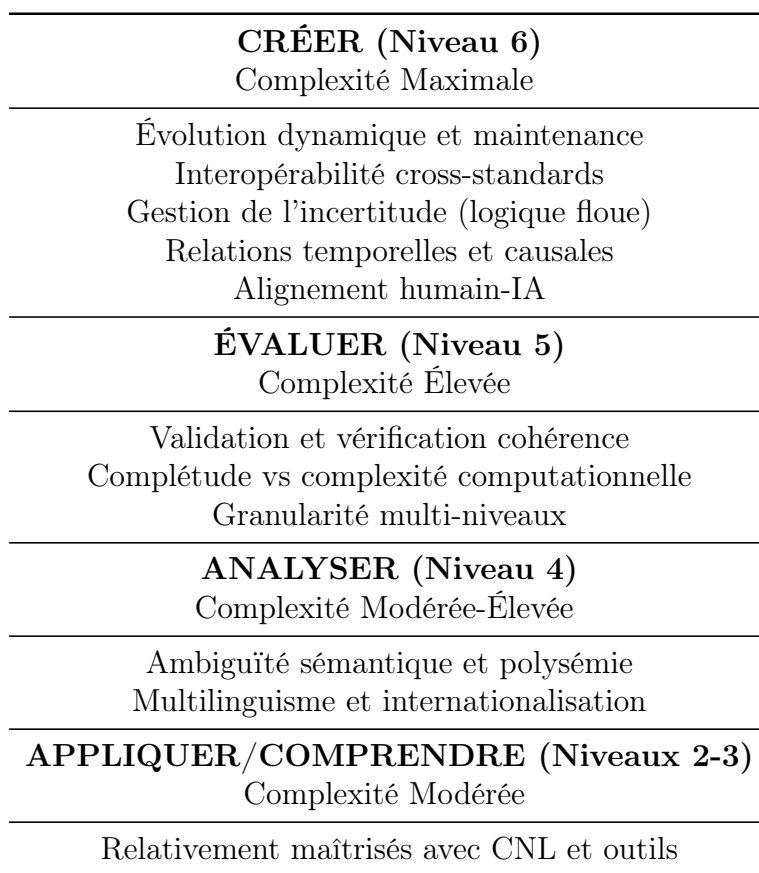 CRÉER (Niveau 6)
Complexité Maximale
Évolution dynamique et maintenance
Interopérabilité cross-standards
Gestion de l'incertitude (logique floue)
Relations temporelles et causales
Alignement humain-IA
ÉVALUER (Niveau 5)
Complexité Élevée
Validation et vérification cohérence
Complétude vs complexité computationnelle
Granularité multi-niveaux
ANALYSER (Niveau 4)
Complexité Modérée-Élevée
Ambiguïté sémantique et polysémie
Multilinguisme et internationalisation
APPLIQUER/COMPRENDRE (Niveaux 2-3)
Complexité Modérée
Relativement maîtrisés avec CNL et outils